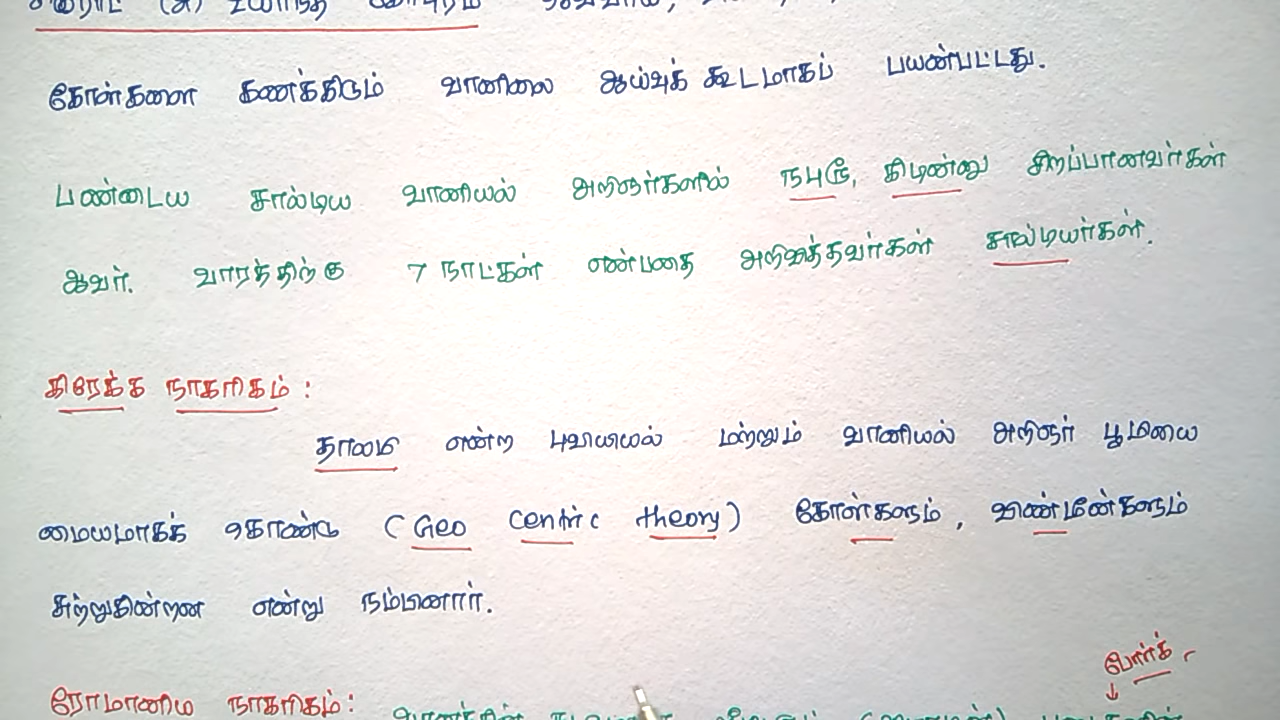 கோள்களை கணக்கிடும் வானிலை ஆய்வுக் கூடமாகப் பயன்பட்டது.
பண்டைய சால்டிய வானியல் அறிஞர்களில் நபுரு, கிடின்னு சிறப்பானவர்கள்
ஆவர். வாரத்திற்கு 7 நாட்கள் என்பதை அறிவித்தவர்கள் சால்டியர்கள்.
கிரேக்க நாகரிகம் :
தாலமி என்ற புவியியல் மற்றும் வானியல் அறிஞர் பூமியை
மையமாகக் கொண்டு (Geo centric theory) கோள்களும், விண்மீன்களும்
சுற்றுகின்றன என்று நம்பினார்.
போர்க்
ரோமானிய நாகரிகம் :